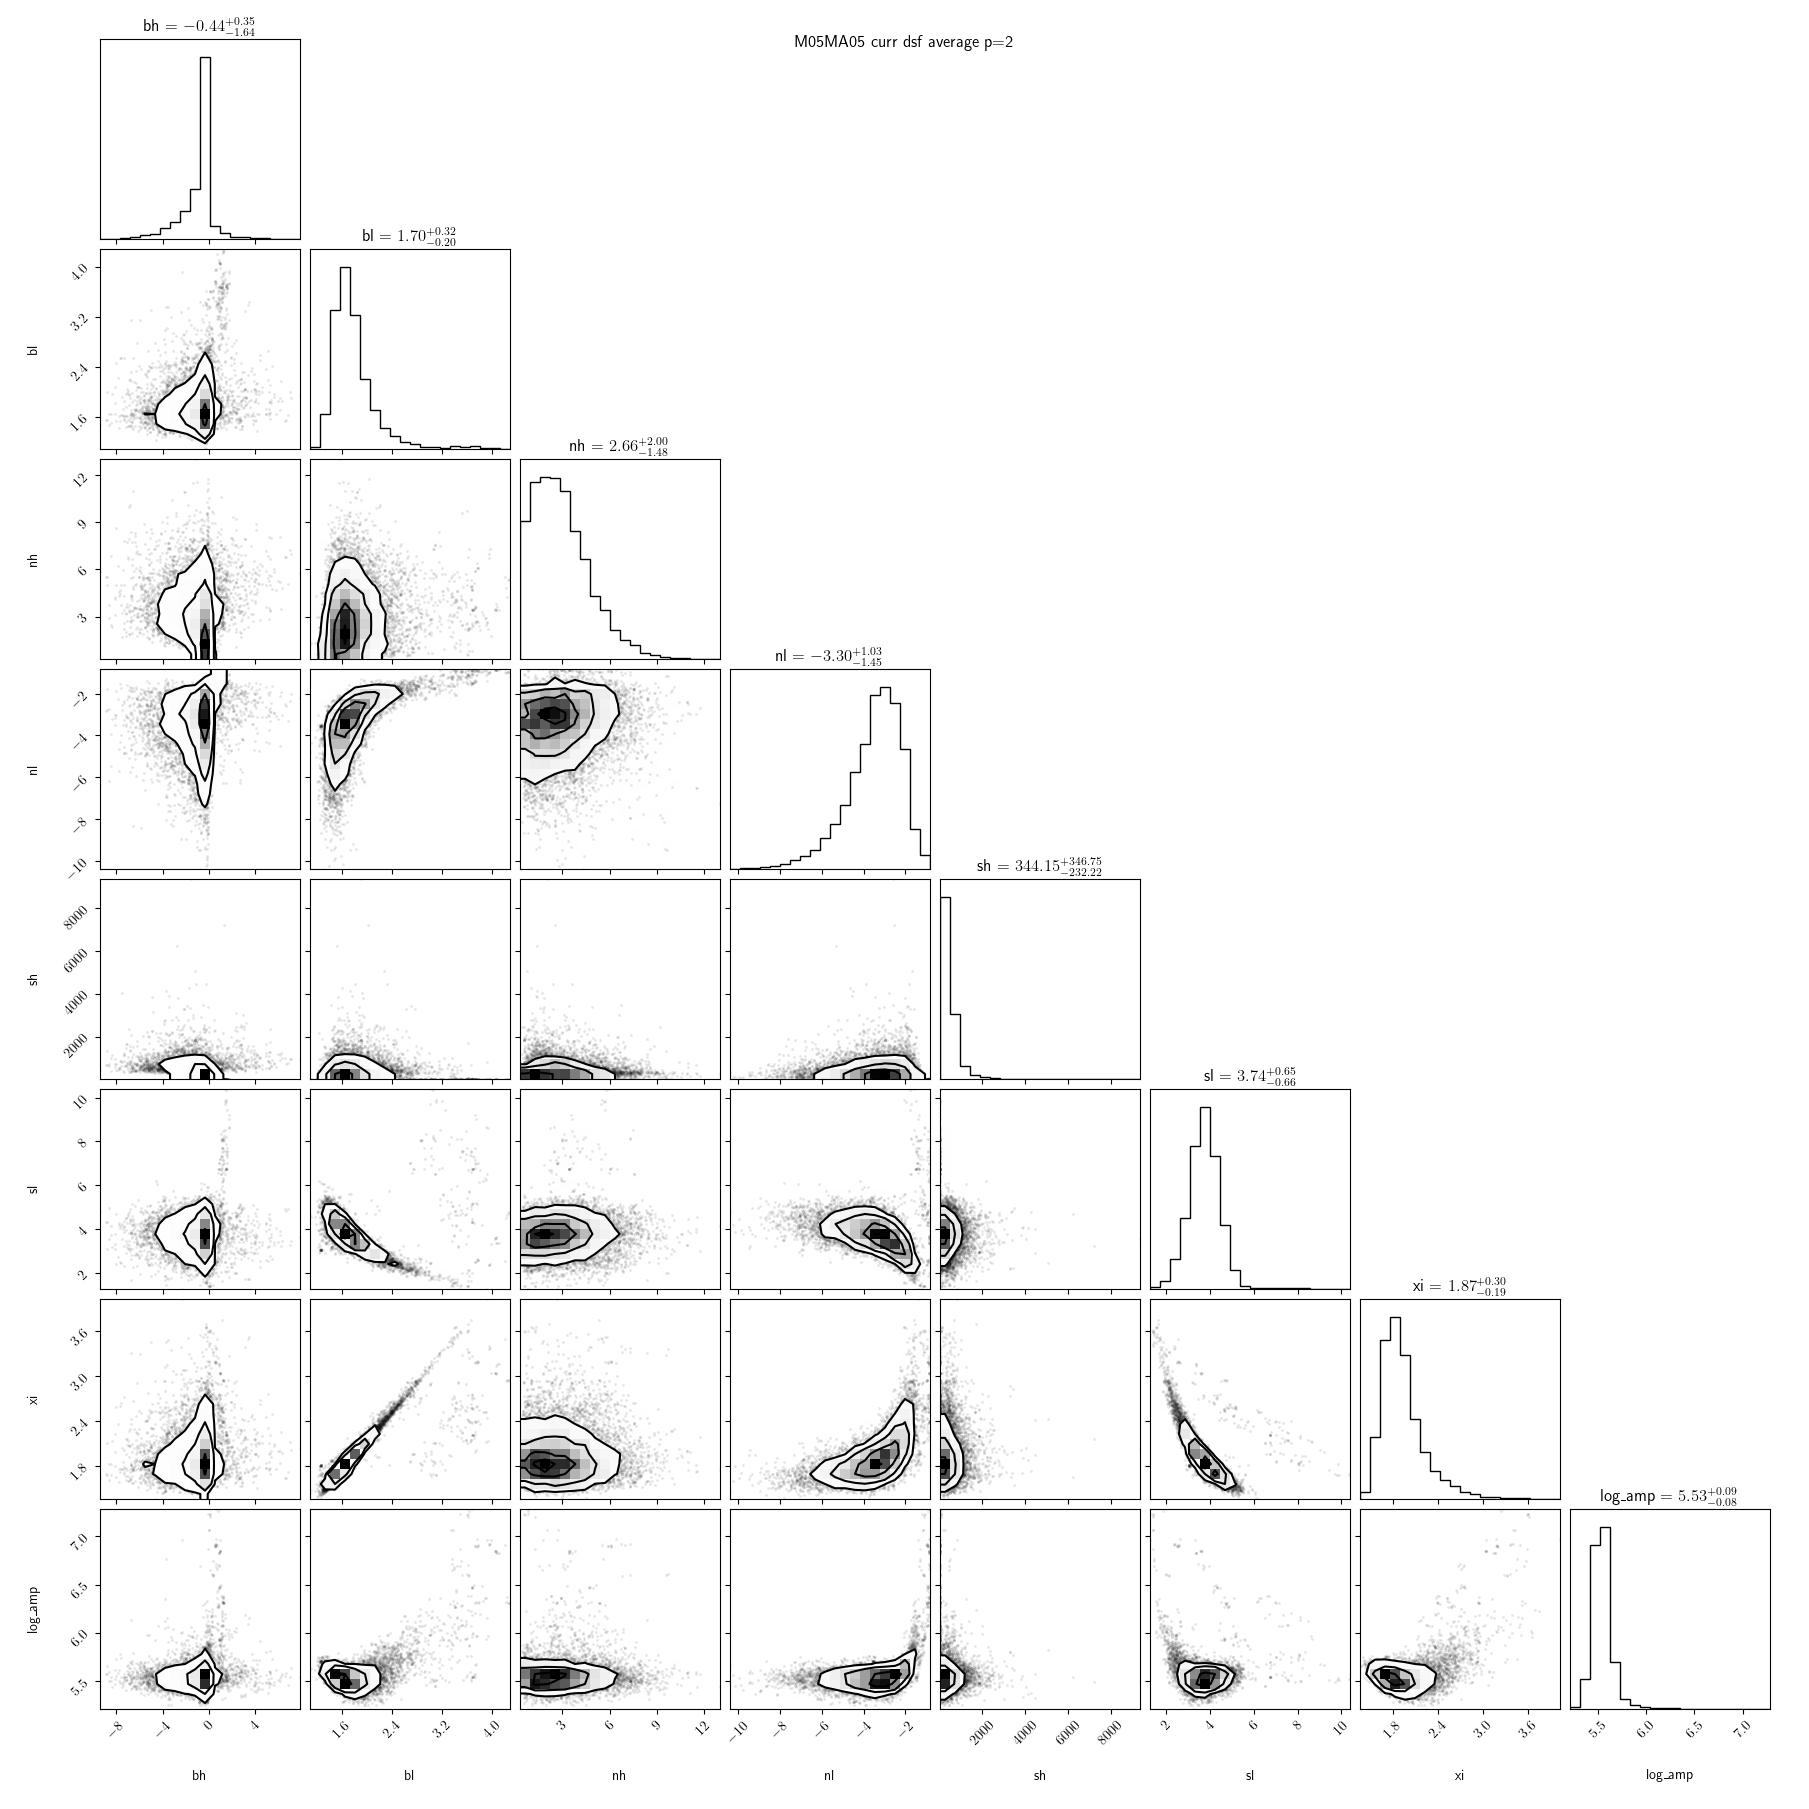 M05MA05 curr dsf average p=2
bh = −0.44+0.35−1.64
bl = 1.70+0.32−0.20
4.0
3.2
2.4
1.6
bl
nh = 2.66+2.00−1.48
12
9
6
3
nh
nl = −3.30+1.03−1.45
−2
−4
−6
−8
−10
nl
sh = 344.15+346.75−232.22
8000
6000
4000
2000
sh
sl = 3.74+0.65−0.66
10
8
6
4
2
sl
xi = 1.87+0.30−0.19
3.6
3.0
2.4
1.8
xi
log_amp = 5.53+0.09−0.08
7.0
6.5
6.0
5.5
log_amp
−8 −4 0 4 1.6 2.4 3.2 4.0 3 6 9 12 −10 −8 −6 −4 −2 2000 4000 6000 8000 2 4 6 8 10 1.8 2.4 3.0 3.6 5.5 6.0 6.5 7.0
bh bl nh nl sh sl xi log_amp